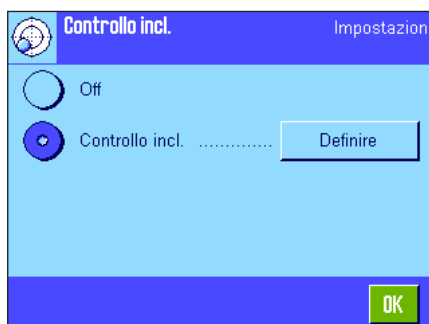 Controllo incl. Impostazion
Off
Controllo incl. .............. Definire
OK